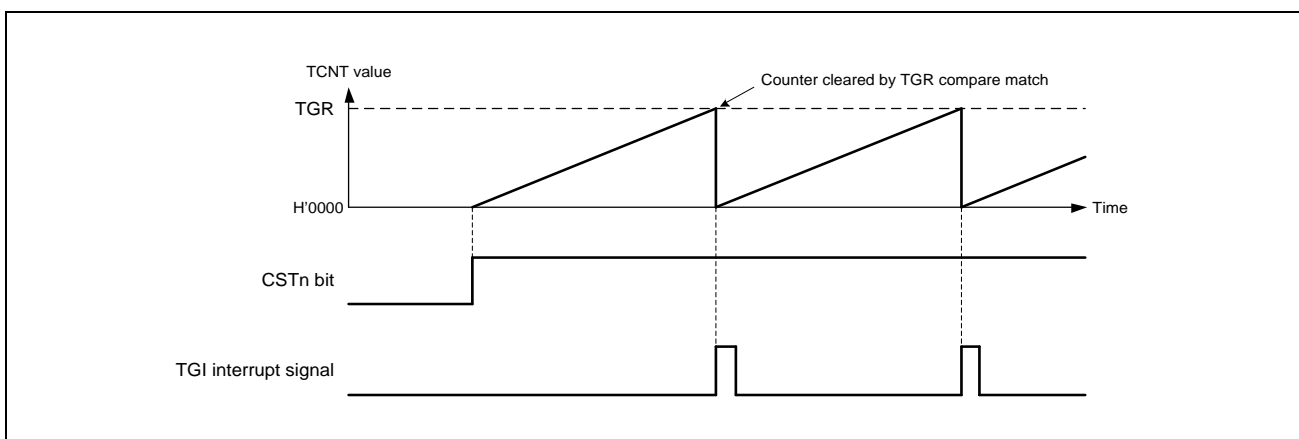 TCNT value
Counter cleared by TGR compare match
TGR
H'0000
Time
CSTn bit
TGI interrupt signal